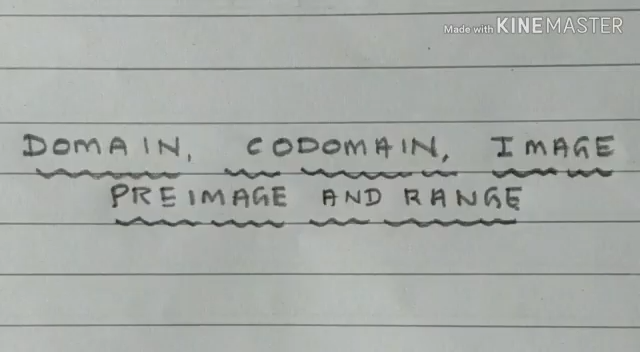 Made with KINEMASTER
DOMAIN, CODOMAIN, IMAGE
PREIMAGE AND RANGE